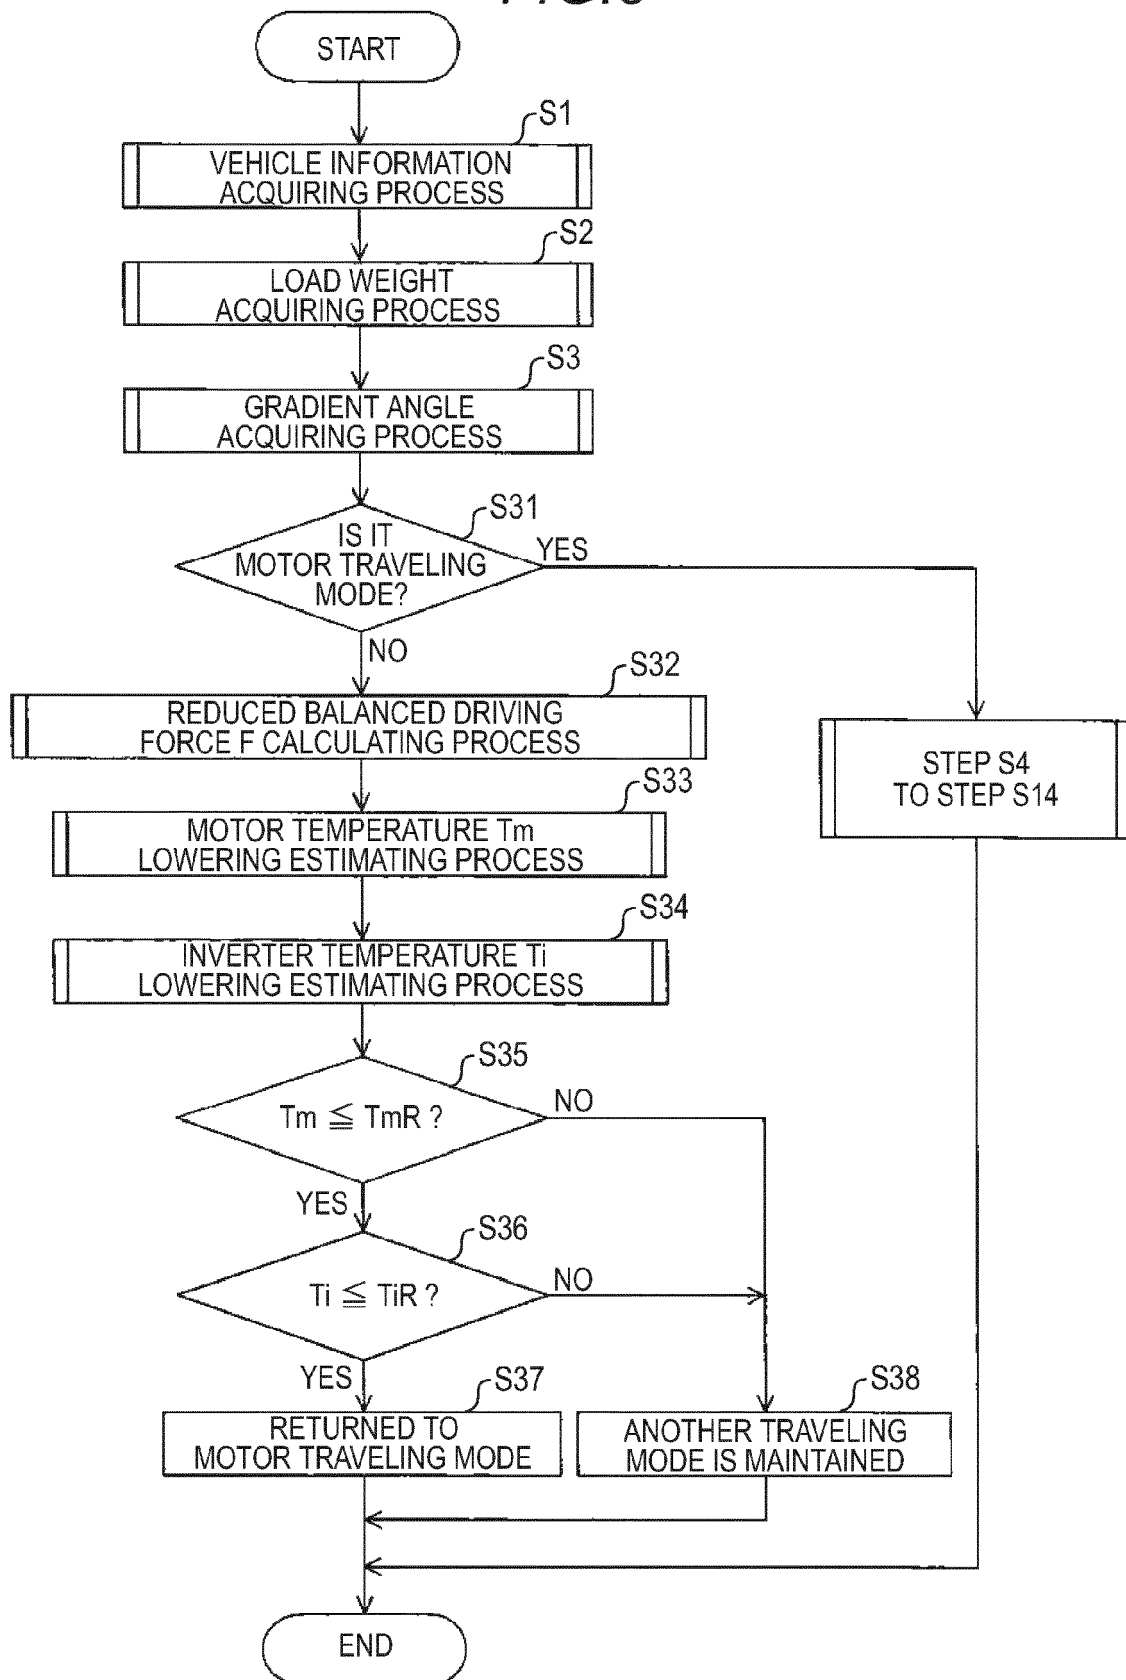 START
S1
VEHICLE INFORMATION
ACQUIRING PROCESS
S2
LOAD WEIGHT
ACQUIRING PROCESS
S3
GRADIENT ANGLE
ACQUIRING PROCESS
S31
IS IT
MOTOR TRAVELING
MODE?
YES
NO
S32
REDUCED BALANCED DRIVING
FORCE F CALCULATING PROCESS
STEP S4
TO STEP S14
S33
MOTOR TEMPERATURE Tm
LOWERING ESTIMATING PROCESS
S34
INVERTER TEMPERATURE Ti
LOWERING ESTIMATING PROCESS
S35
Tm ≦ TmR ?
NO
YES
S36
Ti ≦ TiR ?
NO
YES
S37
RETURNED TO
MOTOR TRAVELING MODE
S38
ANOTHER TRAVELING
MODE IS MAINTAINED
END